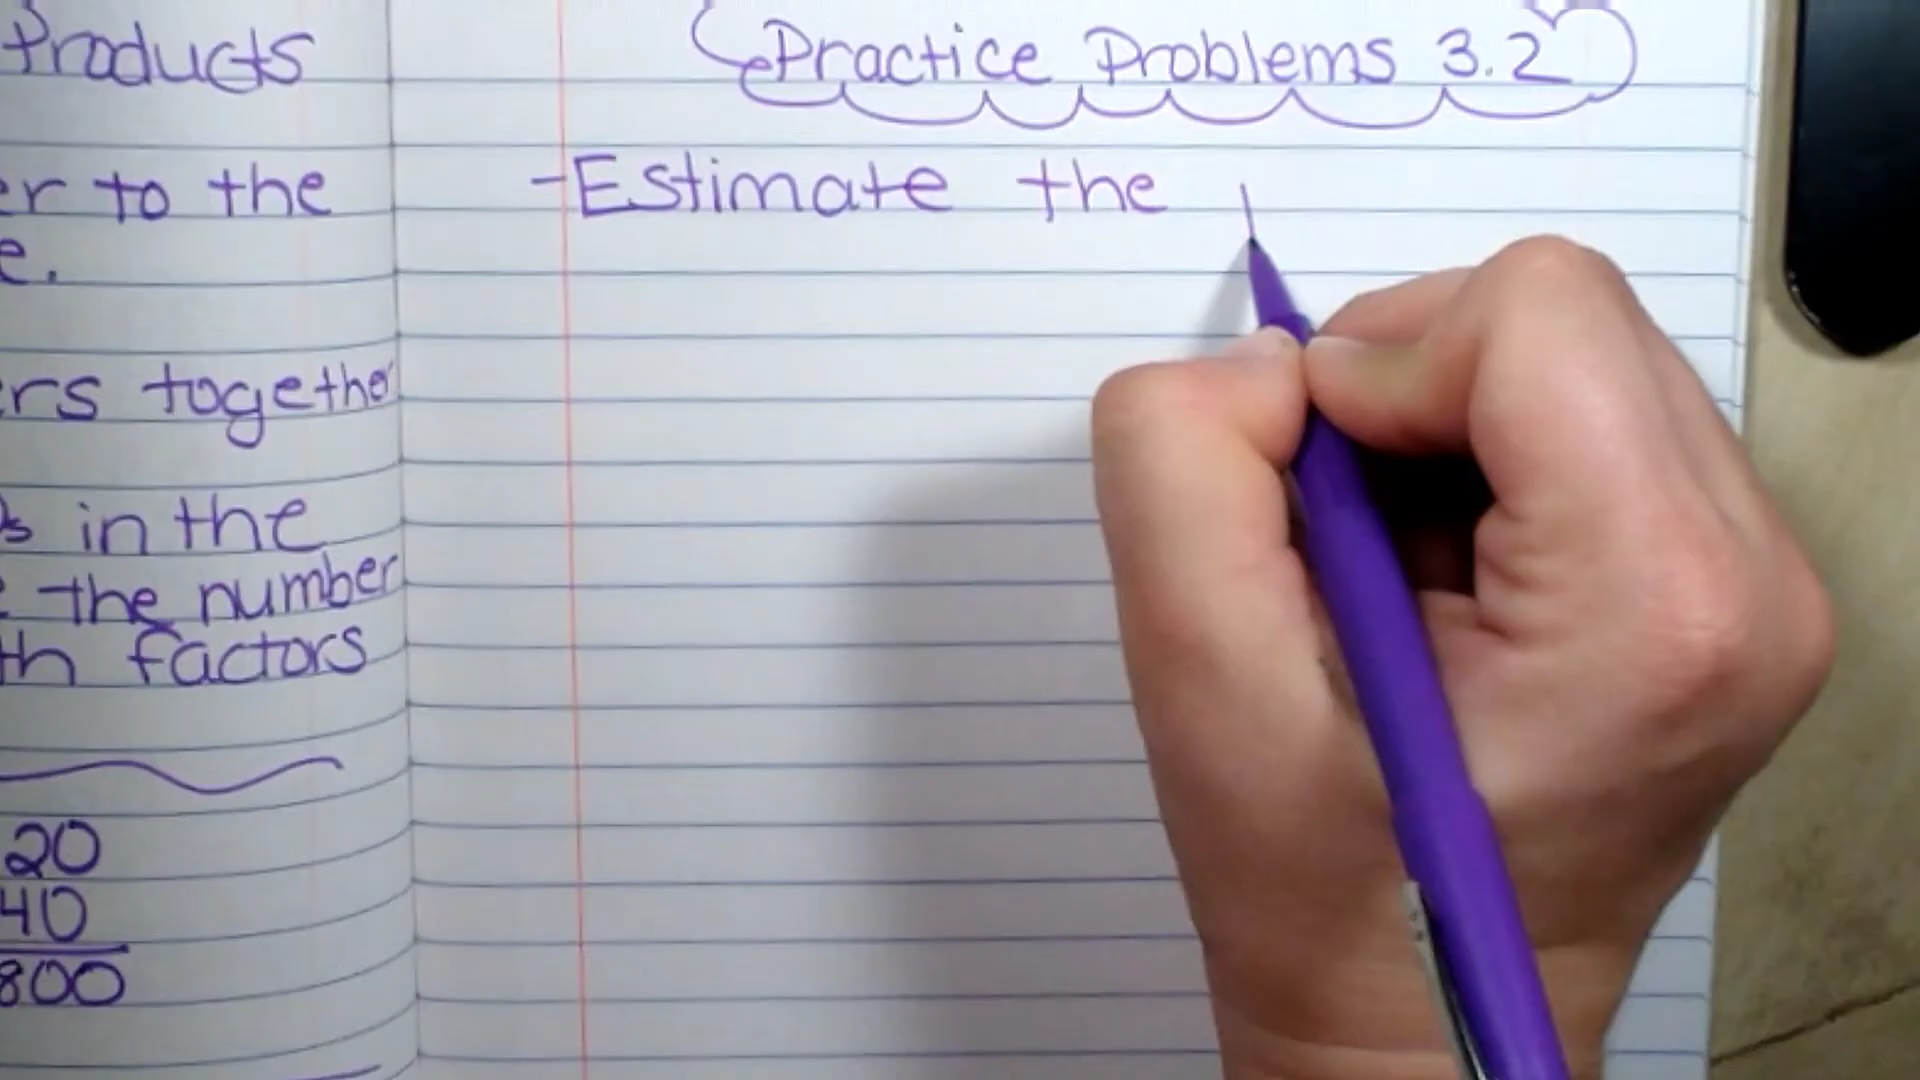 Products
er to the
e.
ers together
in the
the number
th factors
20
40
800
Practice Problems 3.2
-Estimate the